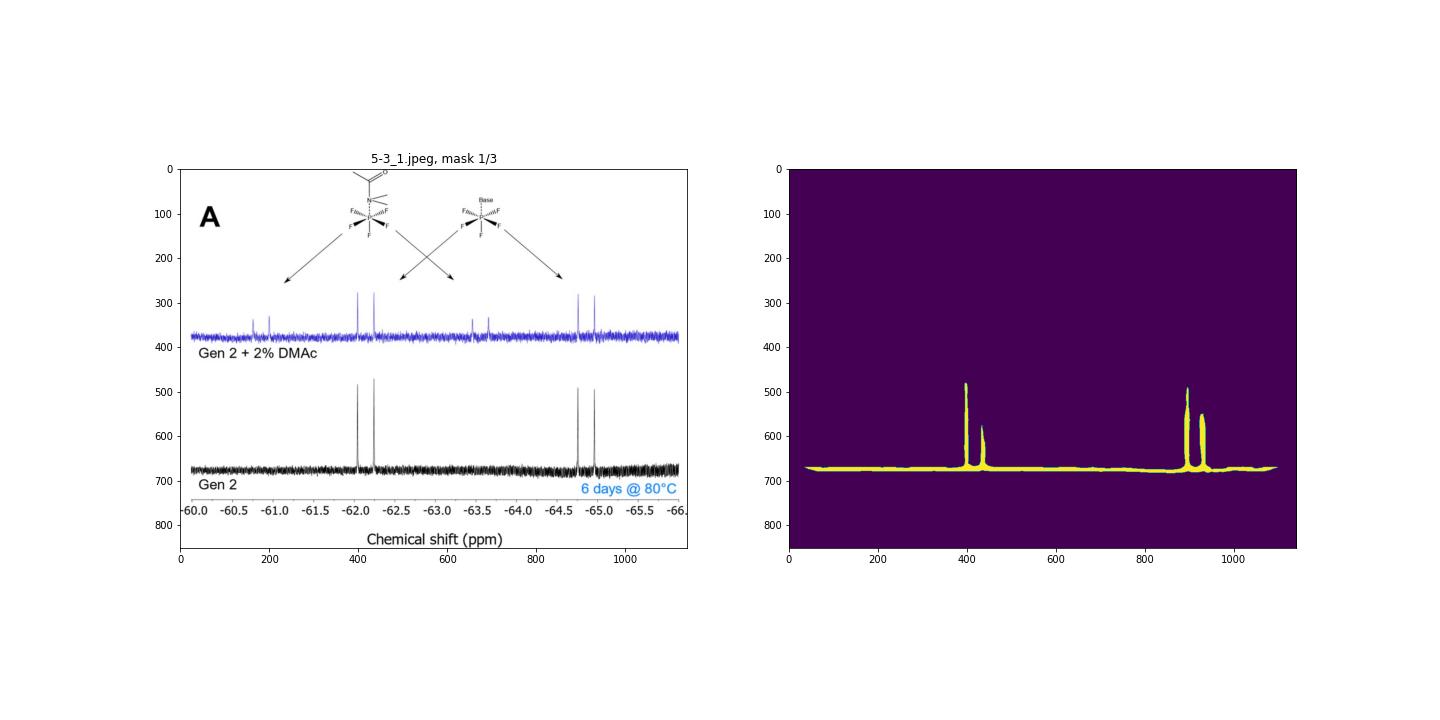 5-3_1.jpeg, mask 1/3
0
100
200
300
400
500
600
700
800
A
O
N
F F
P
F F
F
Base
F F
P
F F
F
Gen 2 + 2% DMAc
Gen 2
6 days @ 80°C
-60.0 -60.5 -61.0 -61.5 -62.0 -62.5 -63.0 -63.5 -64.0 -64.5 -65.0 -65.5 -66.
Chemical shift (ppm)
0 200 400 600 800 1000
0
100
200
300
400
500
600
700
800
0 200 400 600 800 1000